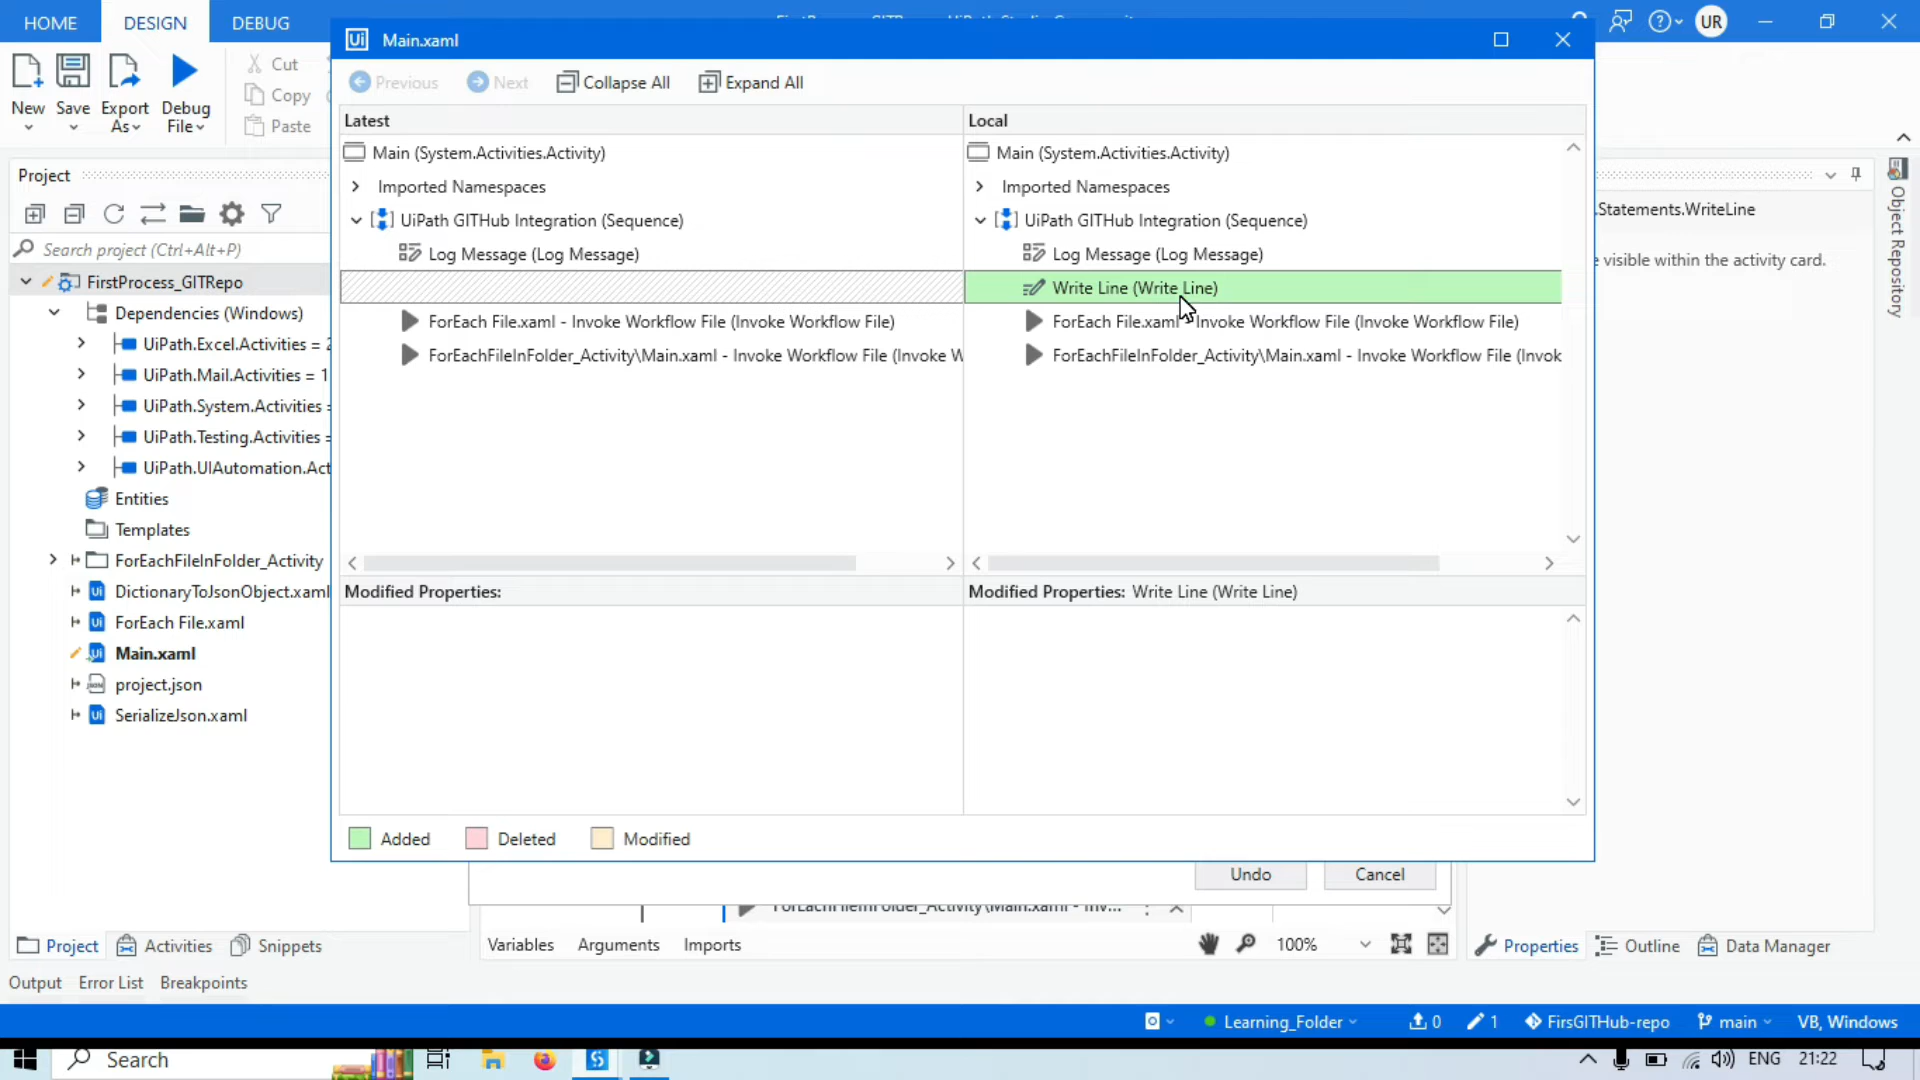 HOME
DESIGN
DEBUG
UR
Ui Main.xaml
New
Save
Export As
Debug File
Cut
Copy
Paste
Previous
Next
Collapse All
Expand All
Latest
Local
Main (System.Activities.Activity)
Imported Namespaces
UiPath GITHub Integration (Sequence)
Log Message (Log Message)
ForEach File.xaml - Invoke Workflow File (Invoke Workflow File)
ForEachFileInFolder_Activity\Main.xaml - Invoke Workflow File (Invoke W
Main (System.Activities.Activity)
Imported Namespaces
UiPath GITHub Integration (Sequence)
Log Message (Log Message)
Write Line (Write Line)
ForEach File.xaml - Invoke Workflow File (Invoke Workflow File)
ForEachFileInFolder_Activity\Main.xaml - Invoke Workflow File (Invok
Modified Properties:
Modified Properties: Write Line (Write Line)
Added
Deleted
Modified
Undo
Cancel
Project
Search project (Ctrl+Alt+P)
FirstProcess_GITRepo
Dependencies (Windows)
UiPath.Excel.Activities = 2
UiPath.Mail.Activities = 1
UiPath.System.Activities =
UiPath.Testing.Activities =
UiPath.UIAutomation.Act
Entities
Templates
ForEachFileInFolder_Activity
DictionaryToJsonObject.xaml
ForEach File.xaml
Main.xaml
project.json
SerializeJson.xaml
.Statements.WriteLine
e visible within the activity card.
Object Repository
Variables
Arguments
Imports
100%
Project
Activities
Snippets
Properties
Outline
Data Manager
Output
Error List
Breakpoints
Learning_Folder
0
1
FirsGITHub-repo
main
VB, Windows
Search
ENG
21:22